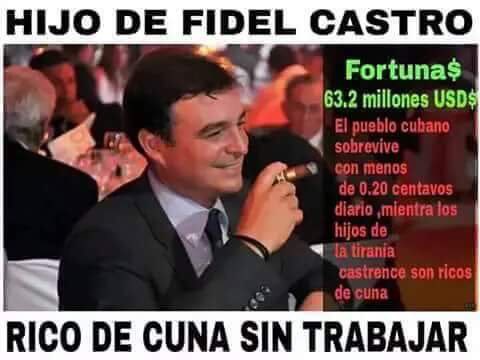 HIJO DE FIDEL CASTRO
Fortuna$
63.2 millones USD$
El pueblo cubano
sobrevive
con menos
de 0.20 centavos
diario ,mientra los
hijos de
la tiranía
castrence son ricos
de cuna
RICO DE CUNA SIN TRABAJAR